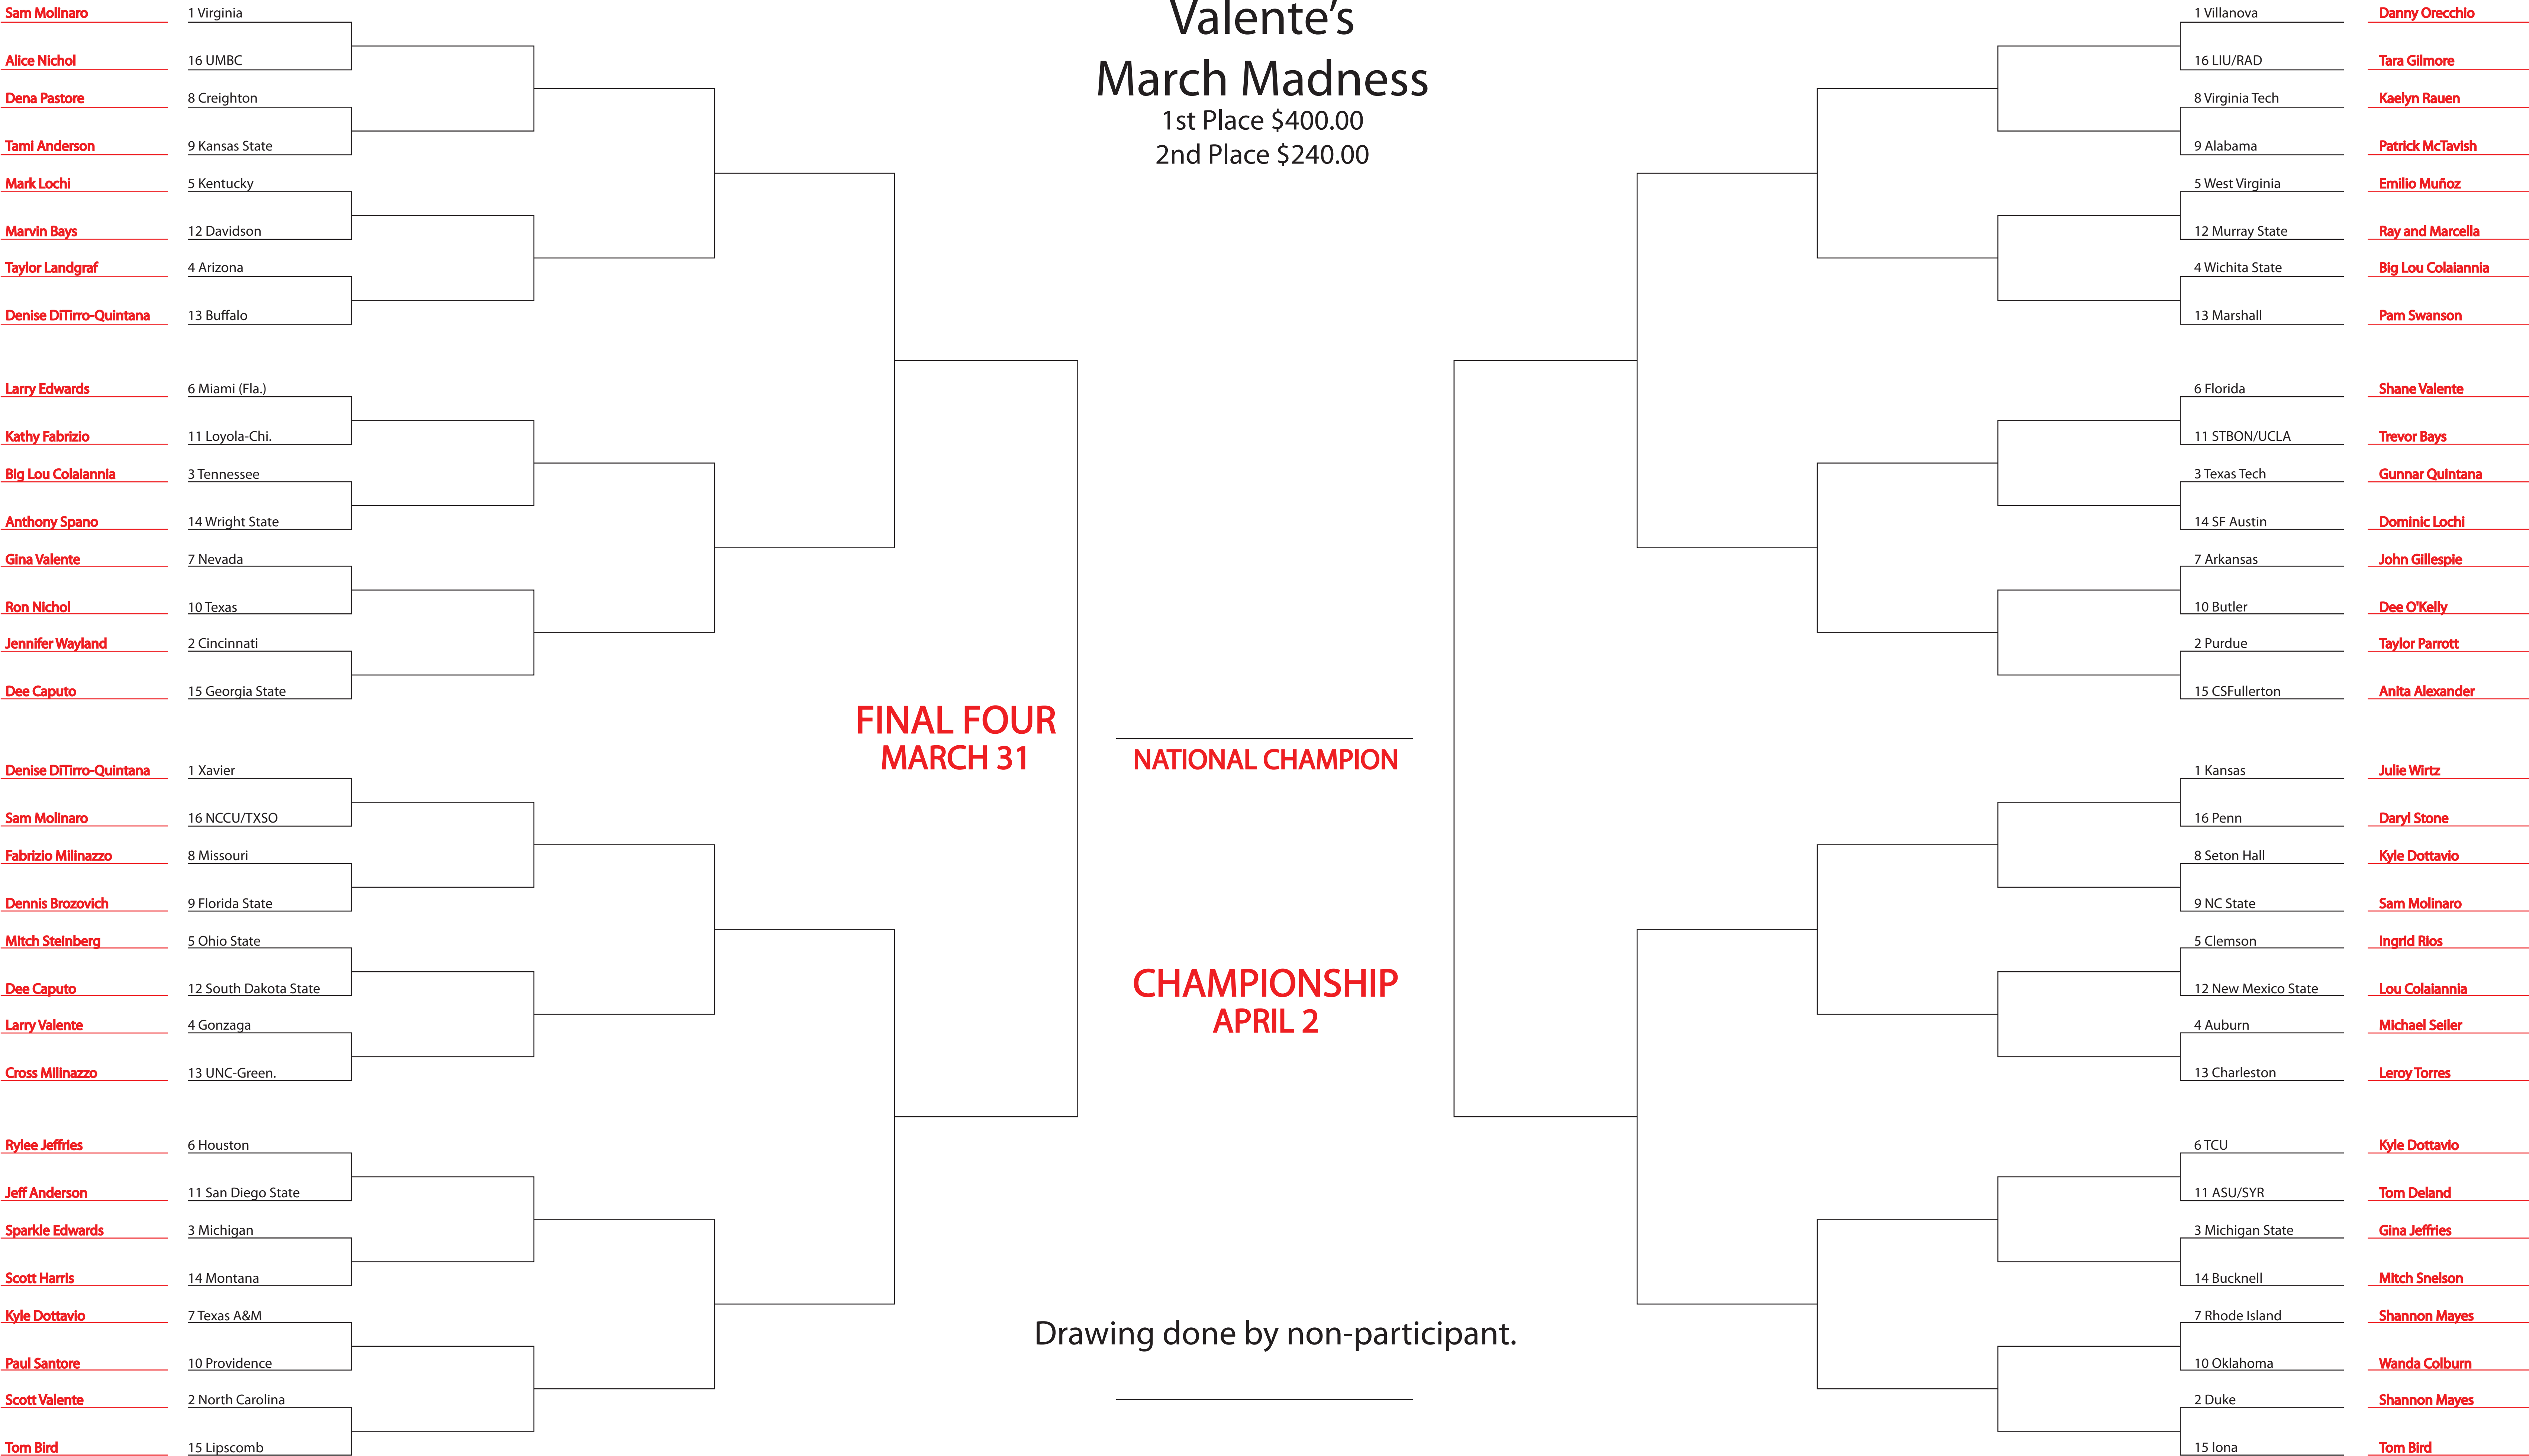 Valente’s
March Madness
1st Place $400.00
2nd Place $240.00
Sam Molinaro 1 Virginia
Alice Nichol 16 UMBC
Dena Pastore 8 Creighton
Tami Anderson 9 Kansas State
Mark Lochi 5 Kentucky
Marvin Bays 12 Davidson
Taylor Landgraf 4 Arizona
Denise DiTirro-Quintana 13 Buffalo
Larry Edwards 6 Miami (Fla.)
Kathy Fabrizio 11 Loyola-Chi.
Big Lou Colaiannia 3 Tennessee
Anthony Spano 14 Wright State
Gina Valente 7 Nevada
Ron Nichol 10 Texas
Jennifer Wayland 2 Cincinnati
Dee Caputo 15 Georgia State
Denise DiTirro-Quintana 1 Xavier
Sam Molinaro 16 NCCU/TXSO
Fabrizio Milinazzo 8 Missouri
Dennis Brozovich 9 Florida State
Mitch Steinberg 5 Ohio State
Dee Caputo 12 South Dakota State
Larry Valente 4 Gonzaga
Cross Milinazzo 13 UNC-Green.
Rylee Jeffries 6 Houston
Jeff Anderson 11 San Diego State
Sparkle Edwards 3 Michigan
Scott Harris 14 Montana
Kyle Dottavio 7 Texas A&M
Paul Santore 10 Providence
Scott Valente 2 North Carolina
Tom Bird 15 Lipscomb
FINAL FOUR
MARCH 31
NATIONAL CHAMPION
CHAMPIONSHIP
APRIL 2
Drawing done by non-participant.
1 Villanova Danny Orecchio
16 LIU/RAD Tara Gilmore
8 Virginia Tech Kaelyn Rauen
9 Alabama Patrick McTavish
5 West Virginia Emilio Muñoz
12 Murray State Ray and Marcella
4 Wichita State Big Lou Colaiannia
13 Marshall Pam Swanson
6 Florida Shane Valente
11 STBON/UCLA Trevor Bays
3 Texas Tech Gunnar Quintana
14 SF Austin Dominic Lochi
7 Arkansas John Gillespie
10 Butler Dee O'Kelly
2 Purdue Taylor Parrott
15 CSFullerton Anita Alexander
1 Kansas Julie Wirtz
16 Penn Daryl Stone
8 Seton Hall Kyle Dottavio
9 NC State Sam Molinaro
5 Clemson Ingrid Rios
12 New Mexico State Lou Colaiannia
4 Auburn Michael Seiler
13 Charleston Leroy Torres
6 TCU Kyle Dottavio
11 ASU/SYR Tom Deland
3 Michigan State Gina Jeffries
14 Bucknell Mitch Snelson
7 Rhode Island Shannon Mayes
10 Oklahoma Wanda Colburn
2 Duke Shannon Mayes
15 Iona Tom Bird